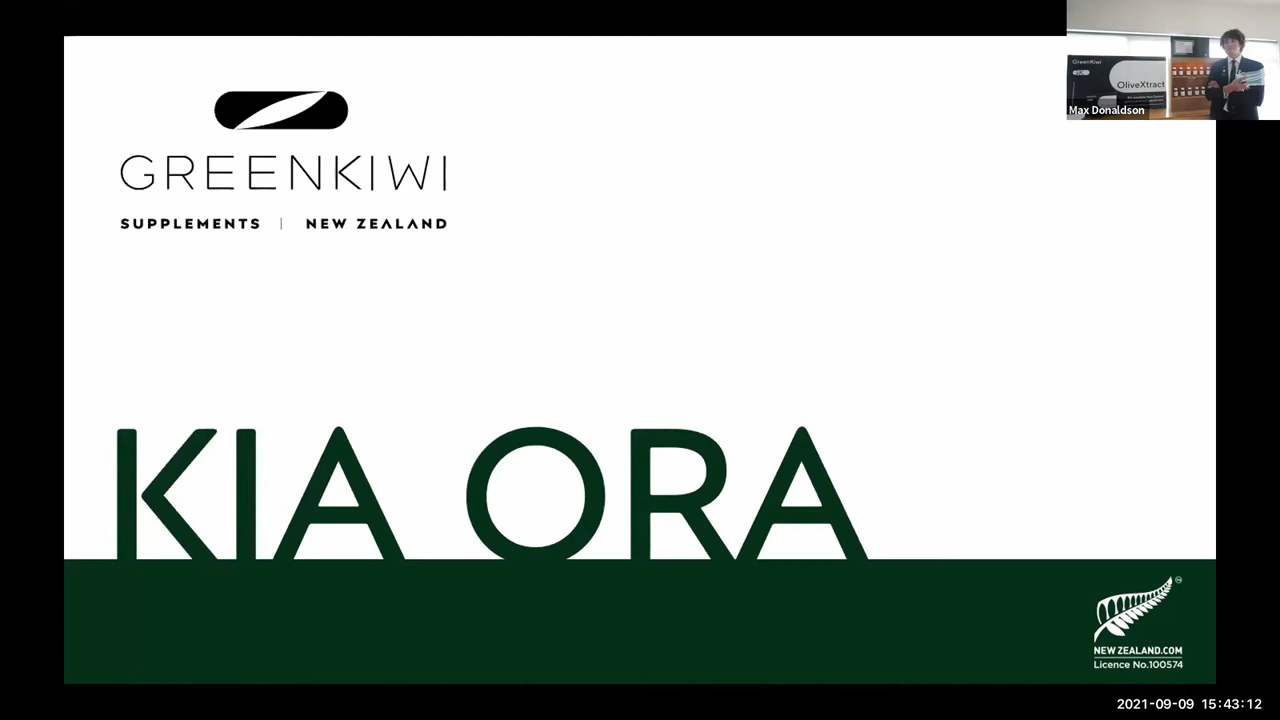 GREENKIWI
SUPPLEMENTS | NEW ZEALAND
KIA ORA
NEW ZEALAND.COM
Licence No.100574
GreenKiwi
OliveXtract
Max Donaldson
2021-09-09 15:43:12